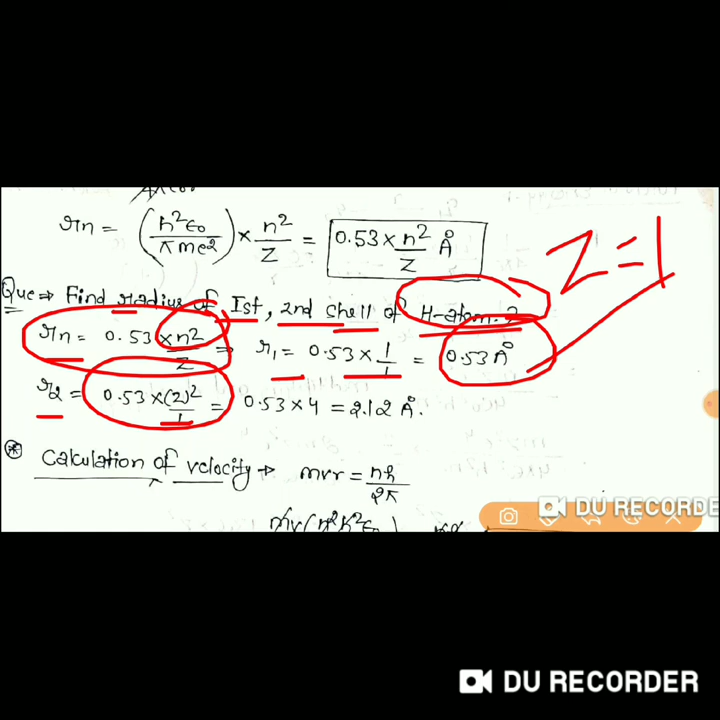 rn = (h²ε₀/πme²) × n²/Z = 0.53 × n²/Z Å
Z = 1
Que → Find radius of Ist, 2nd shell of H-atom ?
rn = 0.53 × n²/Z ⇒ r₁ = 0.53 × 1/1 = 0.53 Å
r₂ = 0.53 × (2)²/1 = 0.53 × 4 = 2.12 Å.
* Calculation of velocity → mvr = nh/2π
DU RECORDER
DU RECORDER